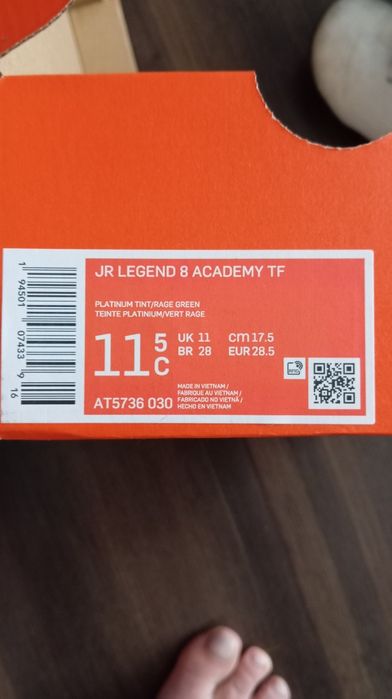 JR LEGEND 8 ACADEMY TF
PLATINUM TINT/RAGE GREEN
TEINTE PLATINIUM/VERT RAGE
11 5 C
UK 11 cm 17.5
BR 28 EUR 28.5
MADE IN VIETNAM /
FABRIQUE AU VIETNAM /
FABRICADO NO VIETNÃ /
HECHO EN VIETNAM
AT5736 030
1 94501 07433 9 16